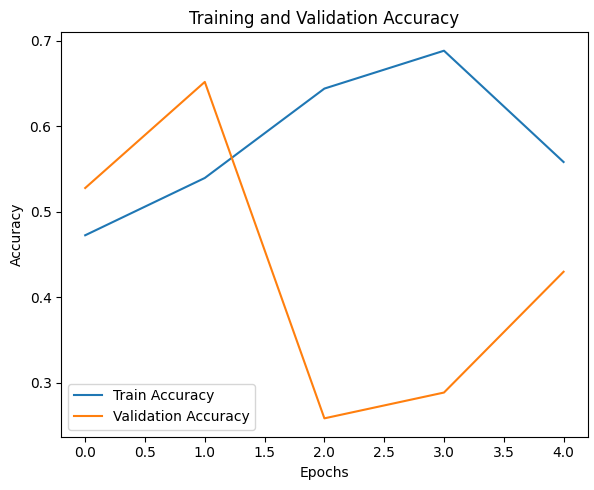 Training and Validation Accuracy
0.7
0.6
0.5
0.4
0.3
Accuracy
Train Accuracy
Validation Accuracy
0.0 0.5 1.0 1.5 2.0 2.5 3.0 3.5 4.0
Epochs